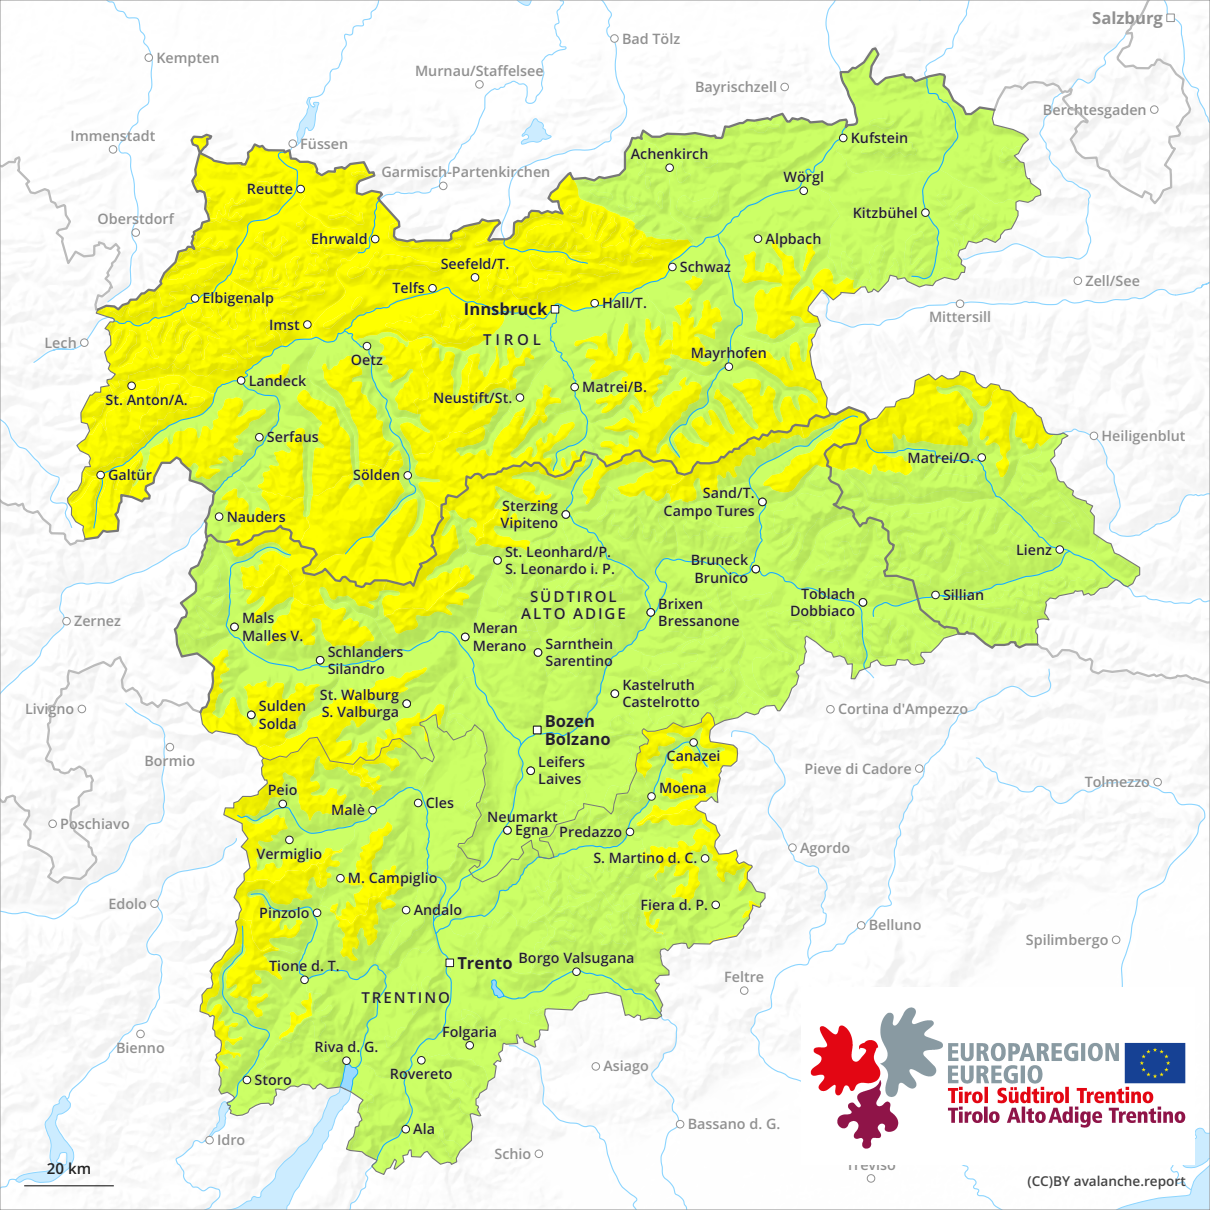 Salzburg
Bad Tölz
Kempten
Murnau/Staffelsee
Bayrischzell
Berchtesgaden
Immenstadt
Füssen
Kufstein
Achenkirch
Garmisch-Partenkirchen
Wörgl
Reutte
Kitzbühel
Oberstdorf
Ehrwald
Alpbach
Seefeld/T.
Schwaz
Zell/See
Telfs
Elbigenalp
Hall/T.
Innsbruck
Mittersill
Imst
TIROL
Lech
Oetz
Mayrhofen
Landeck
Matrei/B.
St. Anton/A.
Neustift/St.
Serfaus
Heiligenblut
Matrei/O.
Galtür
Sölden
Sand/T.
Campo Tures
Sterzing
Vipiteno
Nauders
St. Leonhard/P.
S. Leonardo i. P.
Lienz
Bruneck
Brunico
SÜDTIROL
ALTO ADIGE
Toblach
Dobbiaco
Sillian
Brixen
Bressanone
Zernez
Mals
Malles V.
Meran
Merano
Sarnthein
Sarentino
Schlanders
Silandro
Kastelruth
Castelrotto
St. Walburg
S. Valburga
Sulden
Solda
Livigno
Cortina d'Ampezzo
Bozen
Bolzano
Bormio
Canazei
Leifers
Laives
Pieve di Cadore
Tolmezzo
Peio
Moena
Malè
Cles
Neumarkt
Egna
Predazzo
Poschiavo
Vermiglio
S. Martino d. C.
Agordo
M. Campiglio
Edolo
Pinzolo
Andalo
Fiera d. P.
Belluno
Spilimbergo
Trento
Borgo Valsugana
Tione d. T.
Feltre
TRENTINO
Bienno
Folgaria
Riva d. G.
Rovereto
Asiago
Storo
EUROPAREGION
EUREGIO
Tirol Südtirol Trentino
Tirolo Alto Adige Trentino
Ala
Bassano d. G.
Idro
Schio
Treviso
20 km
(CC)BY avalanche.report